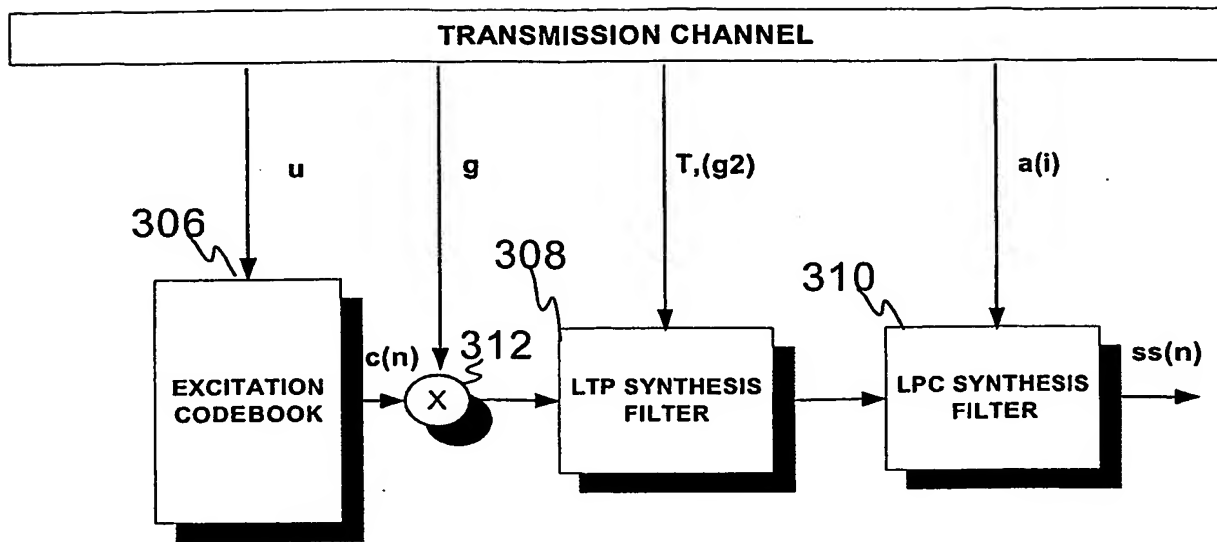 TRANSMISSION CHANNEL
u
g
T,(g2)
a(i)
306
308
310
c(n)
312
ss(n)
EXCITATION
CODEBOOK
X
LTP SYNTHESIS
FILTER
LPC SYNTHESIS
FILTER